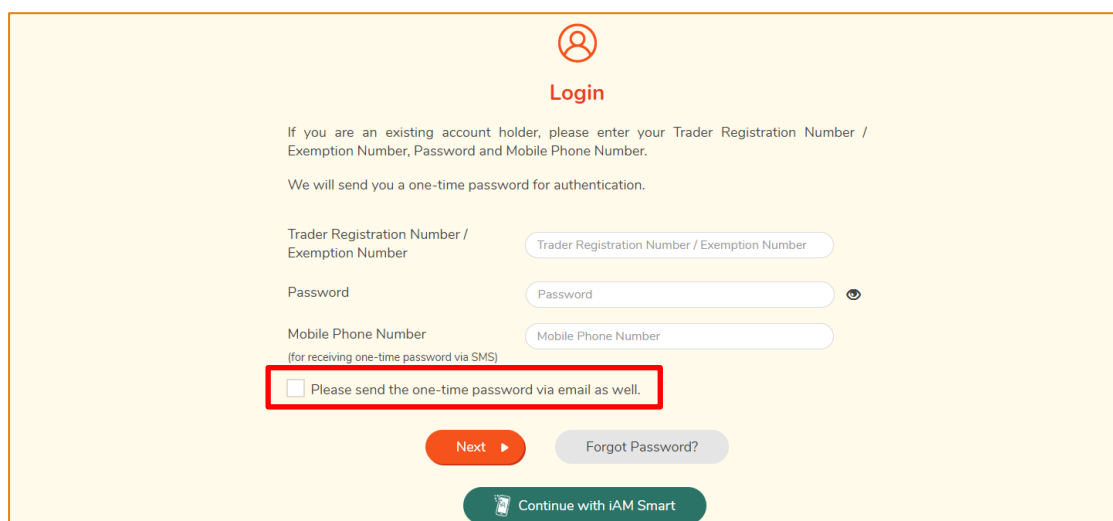 Login
If you are an existing account holder, please enter your Trader Registration Number /
Exemption Number, Password and Mobile Phone Number.
We will send you a one-time password for authentication.
Trader Registration Number /
Exemption Number
Trader Registration Number / Exemption Number
Password
Password
Mobile Phone Number
(for receiving one-time password via SMS)
Mobile Phone Number
Please send the one-time password via email as well.
Next
Forgot Password?
Continue with iAM Smart